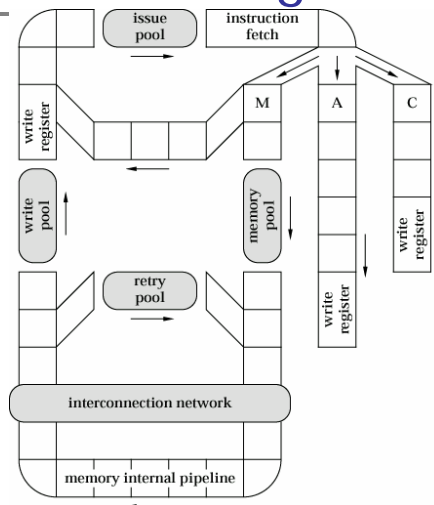 issue
pool
instruction
fetch
M
A
C
write
register
write
pool
memory
pool
write
register
retry
pool
write
register
interconnection network
memory internal pipeline